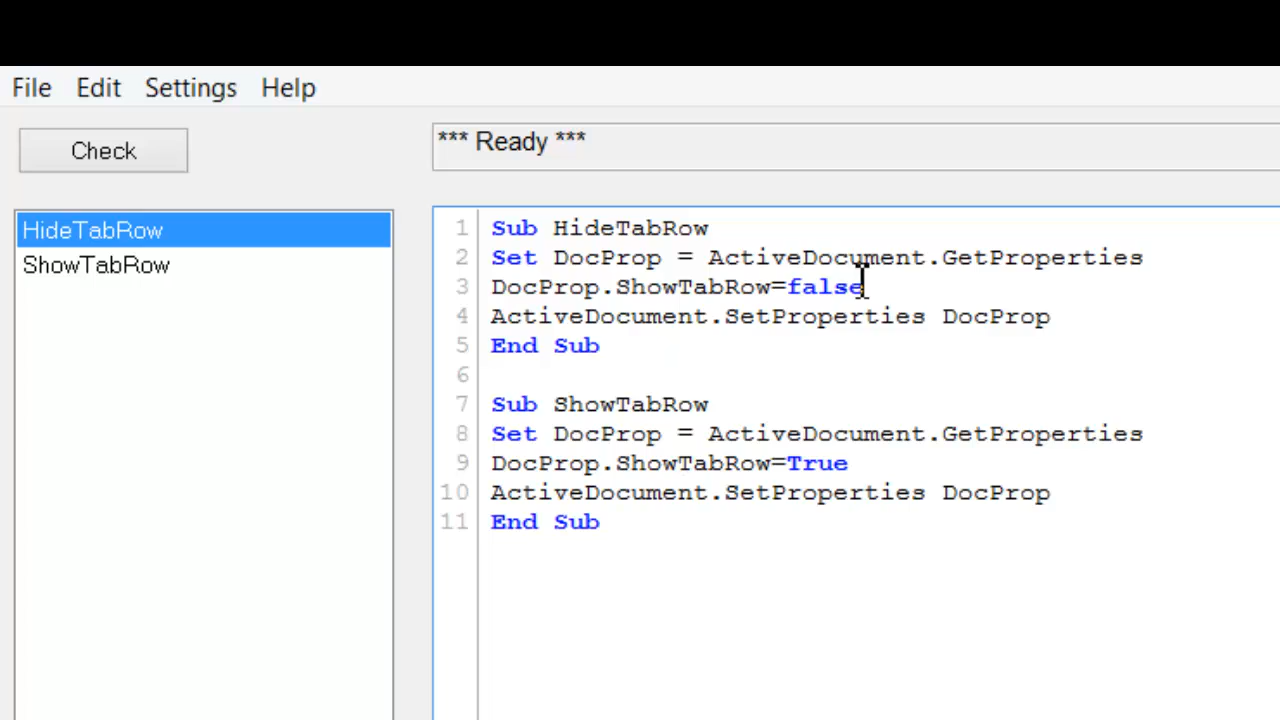 File Edit Settings Help
Check
*** Ready ***
HideTabRow
ShowTabRow
1 Sub HideTabRow
2 Set DocProp = ActiveDocument.GetProperties
3 DocProp.ShowTabRow=false
4 ActiveDocument.SetProperties DocProp
5 End Sub
6
7 Sub ShowTabRow
8 Set DocProp = ActiveDocument.GetProperties
9 DocProp.ShowTabRow=True
10 ActiveDocument.SetProperties DocProp
11 End Sub